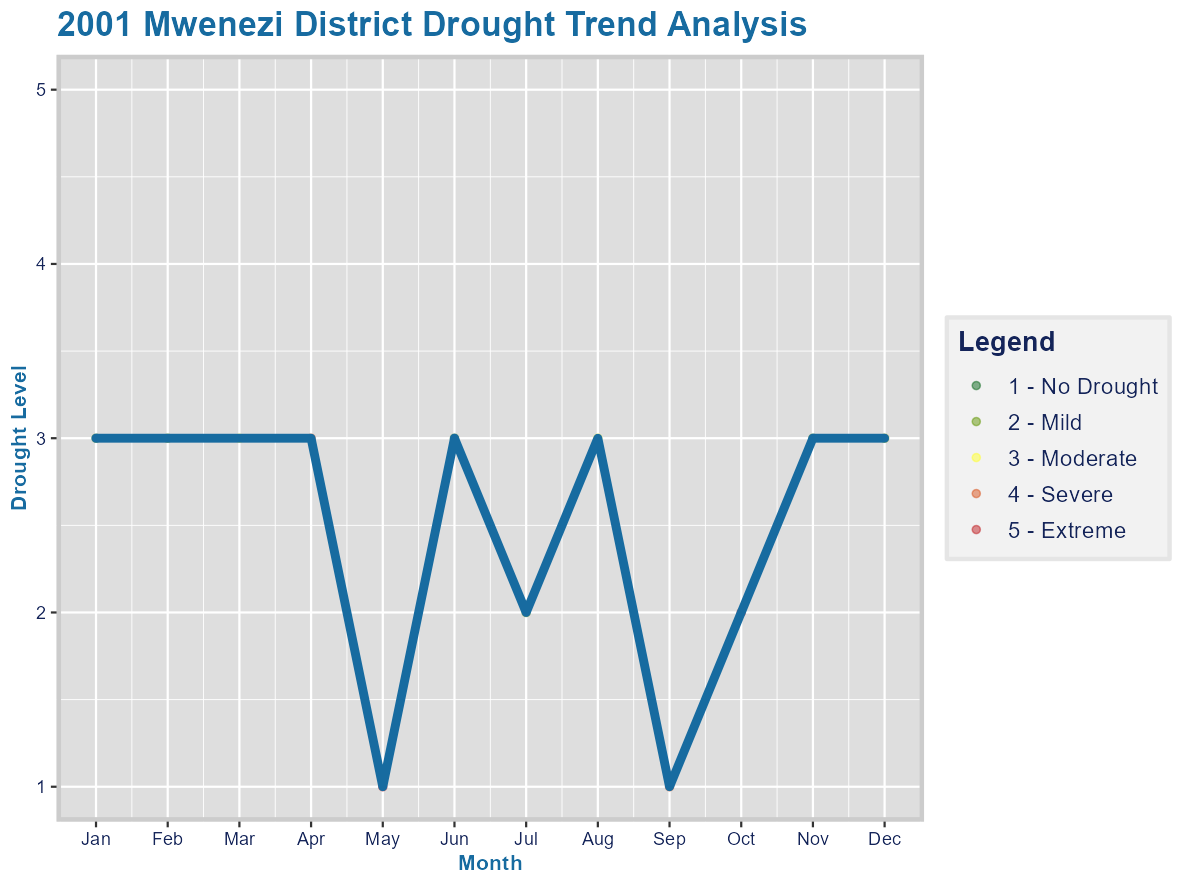 2001 Mwenezi District Drought Trend Analysis
5
4
3
2
1
Drought Level
Jan Feb Mar Apr May Jun Jul Aug Sep Oct Nov Dec
Month
Legend
1 - No Drought
2 - Mild
3 - Moderate
4 - Severe
5 - Extreme